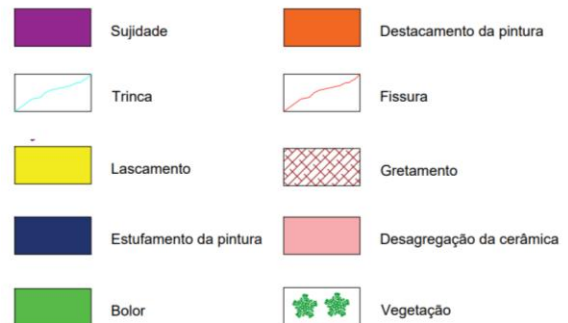 Sujidade
Destacamento da pintura
Trinca
Fissura
Lascamento
Gretamento
Estufamento da pintura
Desagregação da cerâmica
Bolor
Vegetação